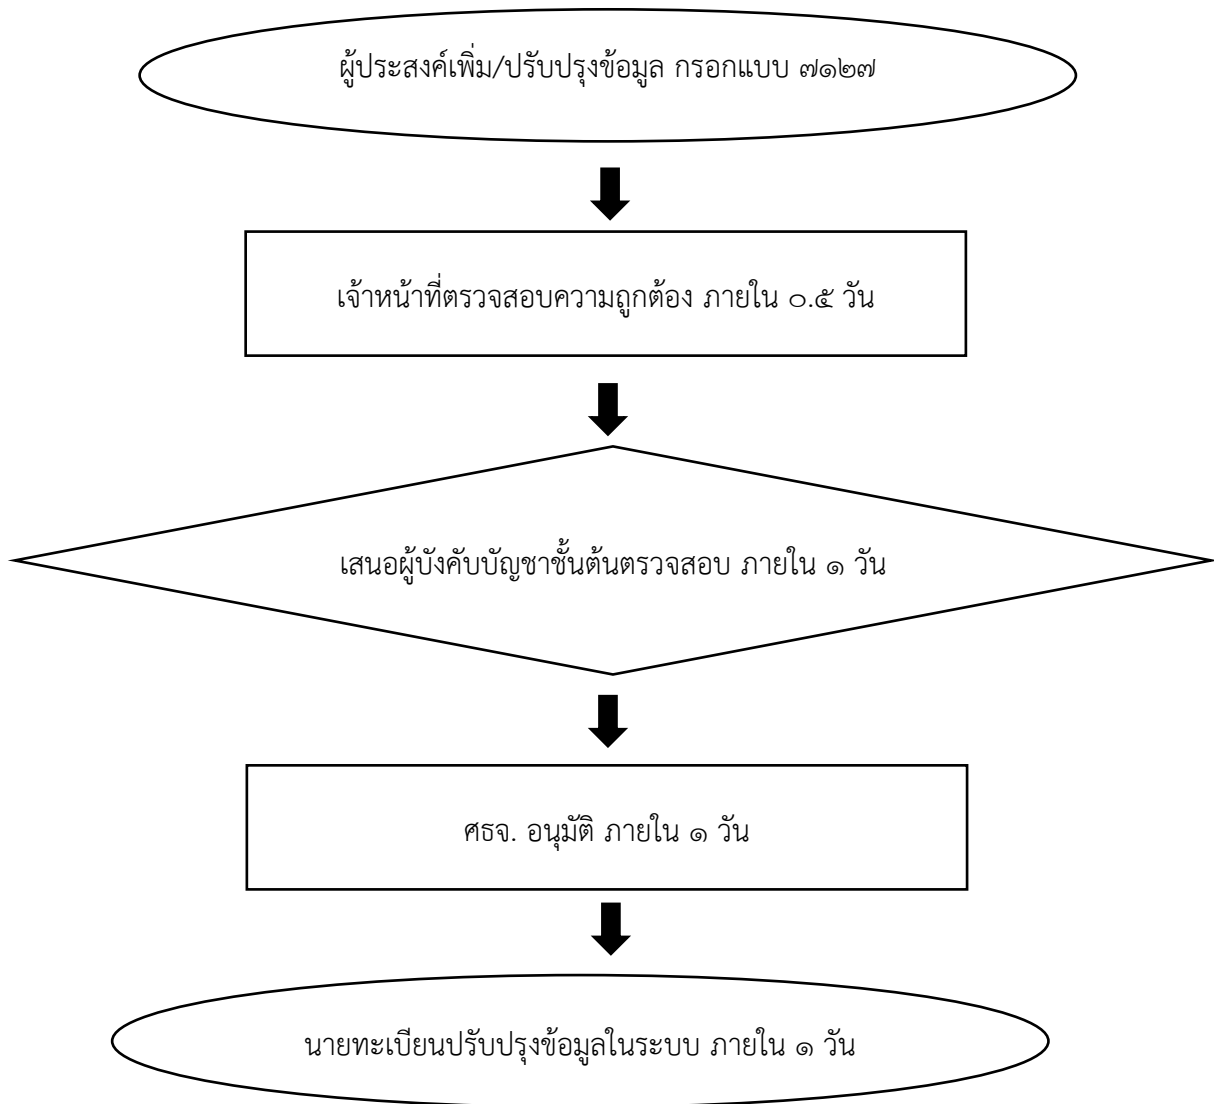 ผู้ประสงค์เพิ่ม/ปรับปรุงข้อมูล กรอกแบบ ๗๑๒๗
เจ้าหน้าที่ตรวจสอบความถูกต้อง ภายใน ๐.๕ วัน
เสนอผู้บังคับบัญชาชั้นต้นตรวจสอบ ภายใน ๑ วัน
ศธจ. อนุมัติ ภายใน ๑ วัน
นายทะเบียนปรับปรุงข้อมูลในระบบ ภายใน ๑ วัน